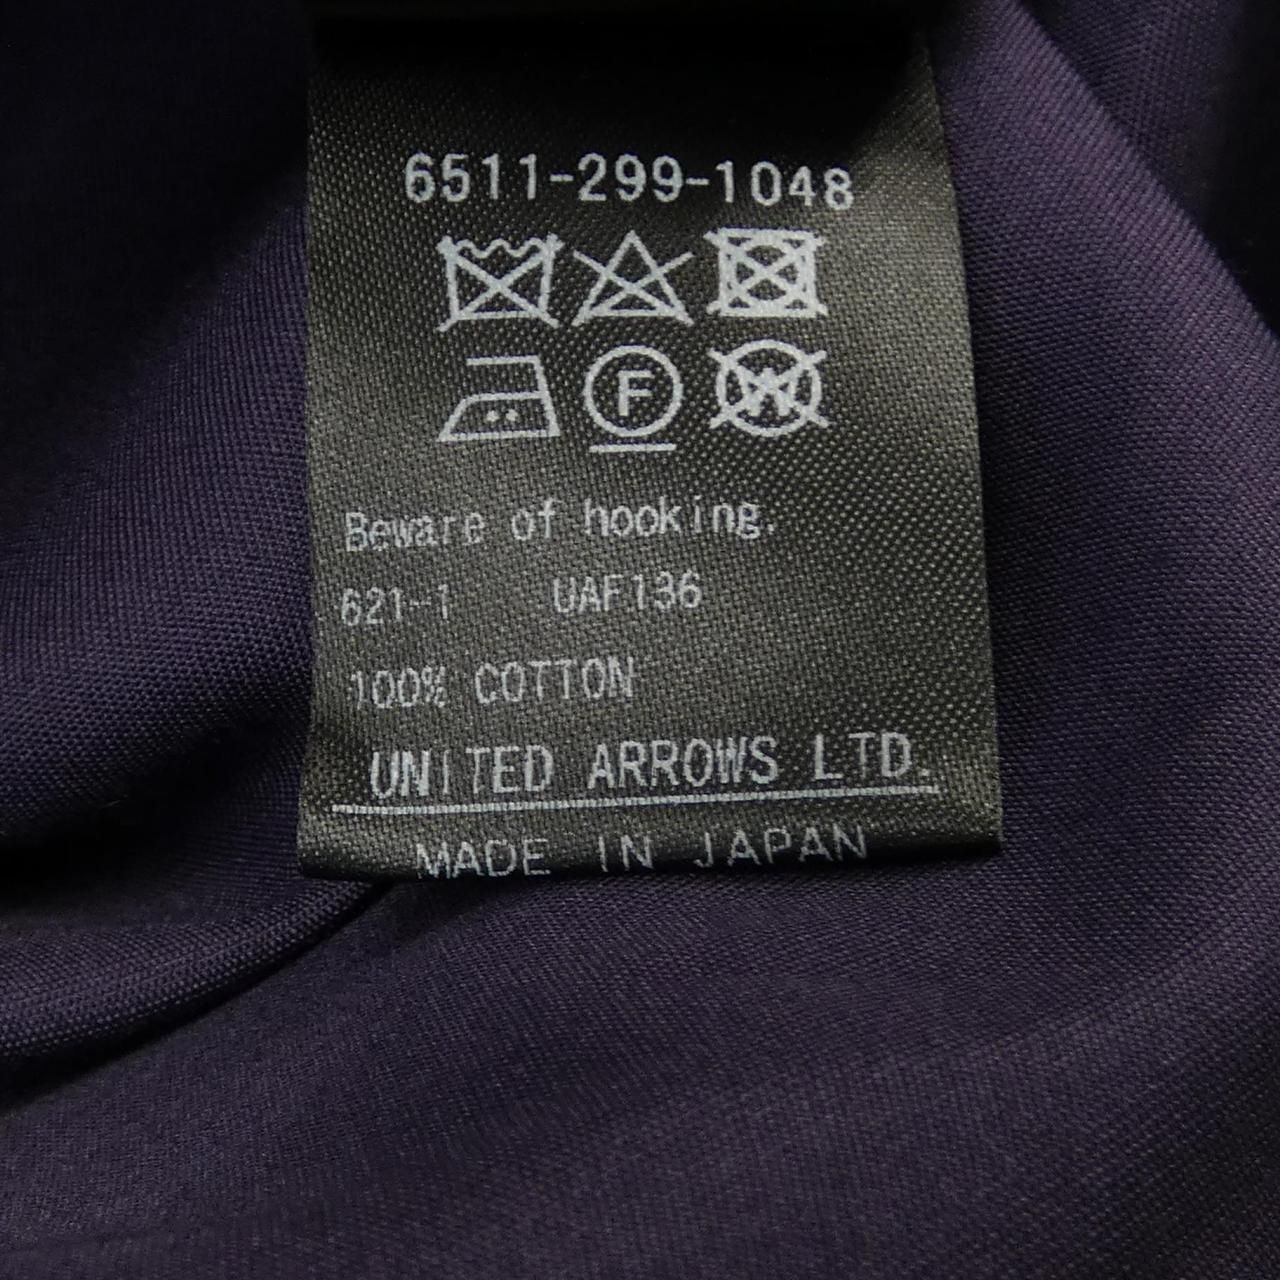 6511-299-1048
F
W
Beware of hooking.
621-1 UAF136
100% COTTON
UNITED ARROWS LTD.
MADE IN JAPAN